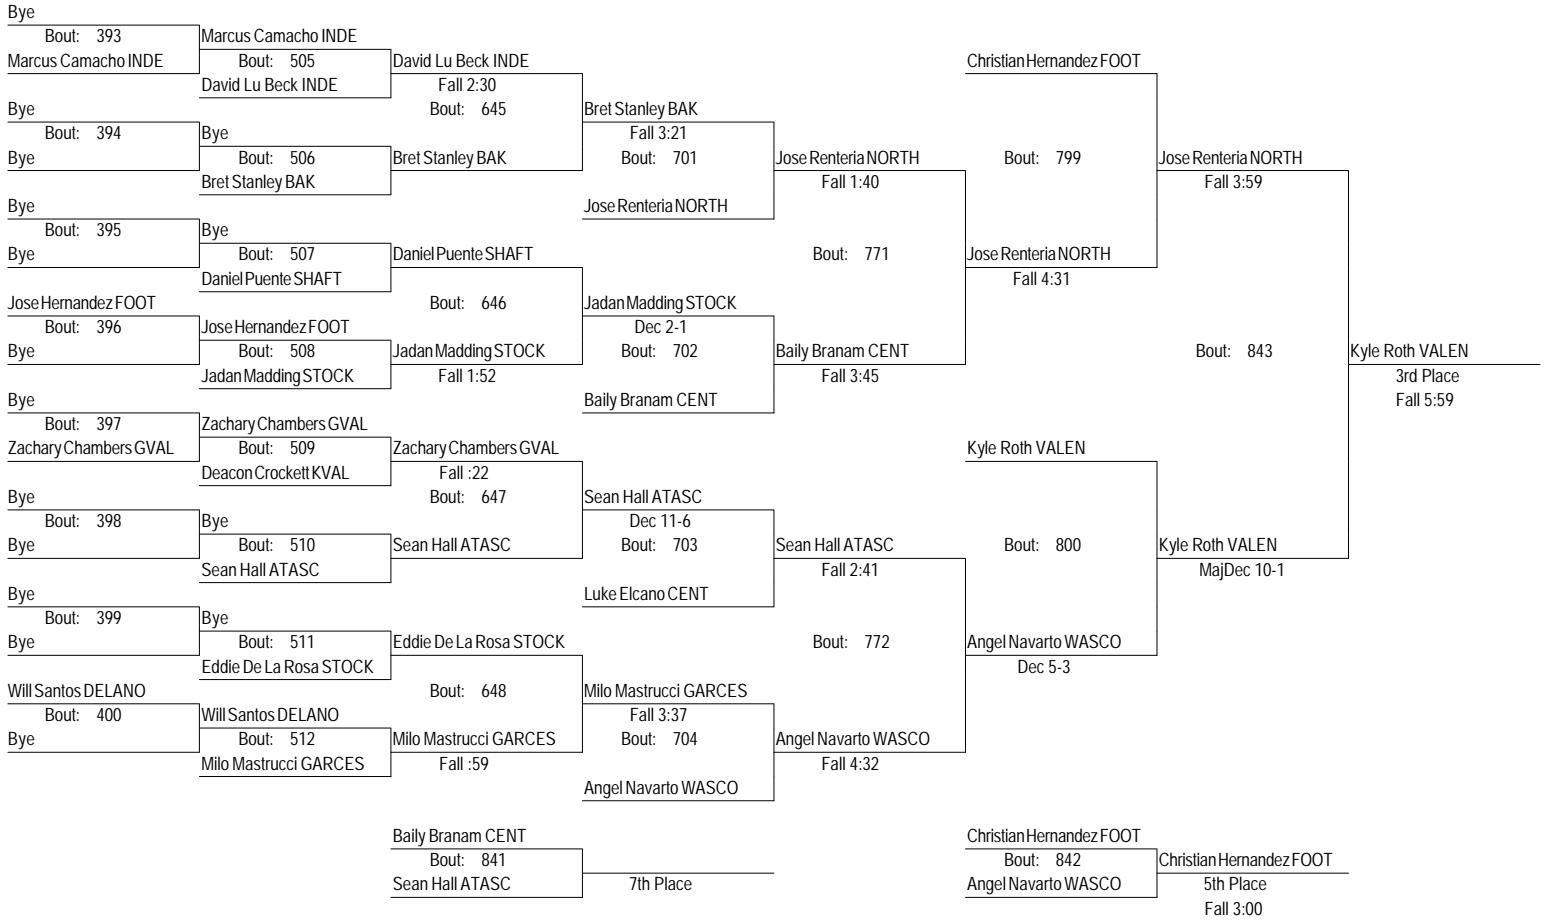 Bye
Bout: 393
Marcus Camacho INDE
Marcus Camacho INDE
Bout: 505
David Lu Beck INDE
David Lu Beck INDE
Fall 2:30
Bout: 645
Christian Hernandez FOOT
Bye
Bout: 394
Bye
Bye
Bout: 506
Bret Stanley BAK
Bret Stanley BAK
Bret Stanley BAK
Fall 3:21
Bout: 701
Jose Renteria NORTH
Jose Renteria NORTH
Fall 1:40
Bout: 799
Jose Renteria NORTH
Fall 3:59
Bye
Bout: 395
Bye
Bye
Bout: 507
Daniel Puente SHAFT
Daniel Puente SHAFT
Bout: 646
Bout: 771
Jose Renteria NORTH
Fall 4:31
Jose Hernandez FOOT
Bout: 396
Bye
Jose Hernandez FOOT
Bout: 508
Jadan Madding STOCK
Jadan Madding STOCK
Fall 1:52
Jadan Madding STOCK
Dec 2-1
Bout: 702
Baily Branam CENT
Baily Branam CENT
Fall 3:45
Bout: 843
Kyle Roth VALEN
3rd Place
Fall 5:59
Bye
Bout: 397
Zachary Chambers GVAL
Zachary Chambers GVAL
Bout: 509
Deacon Crockett KVAL
Zachary Chambers GVAL
Fall :22
Bout: 647
Kyle Roth VALEN
Bye
Bout: 398
Bye
Bye
Bout: 510
Sean Hall ATASC
Sean Hall ATASC
Sean Hall ATASC
Dec 11-6
Bout: 703
Luke Elcano CENT
Sean Hall ATASC
Fall 2:41
Bout: 800
Kyle Roth VALEN
MajDec 10-1
Bye
Bout: 399
Bye
Bye
Bout: 511
Eddie De La Rosa STOCK
Eddie De La Rosa STOCK
Bout: 648
Bout: 772
Angel Navarto WASCO
Dec 5-3
Will Santos DELANO
Bout: 400
Bye
Will Santos DELANO
Bout: 512
Milo Mastrucci GARCES
Milo Mastrucci GARCES
Fall :59
Milo Mastrucci GARCES
Fall 3:37
Bout: 704
Angel Navarto WASCO
Angel Navarto WASCO
Fall 4:32
Baily Branam CENT
Bout: 841
Sean Hall ATASC
7th Place
Christian Hernandez FOOT
Bout: 842
Angel Navarto WASCO
Christian Hernandez FOOT
5th Place
Fall 3:00